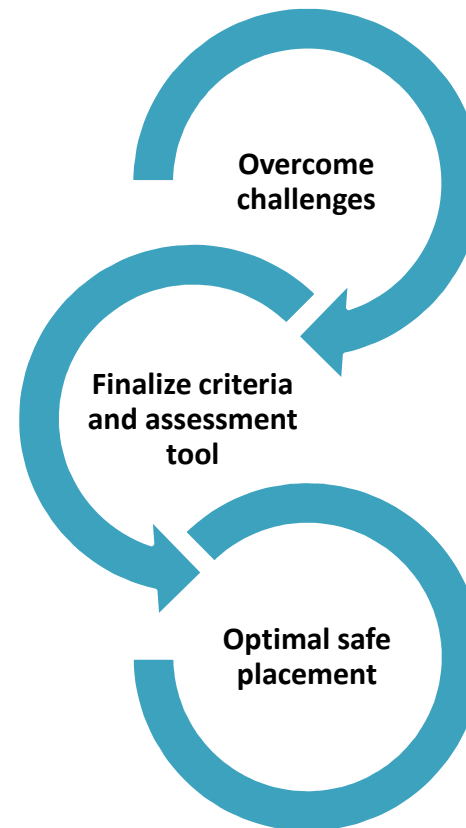 Overcome
challenges
Finalize criteria
and assessment
tool
Optimal safe
placement